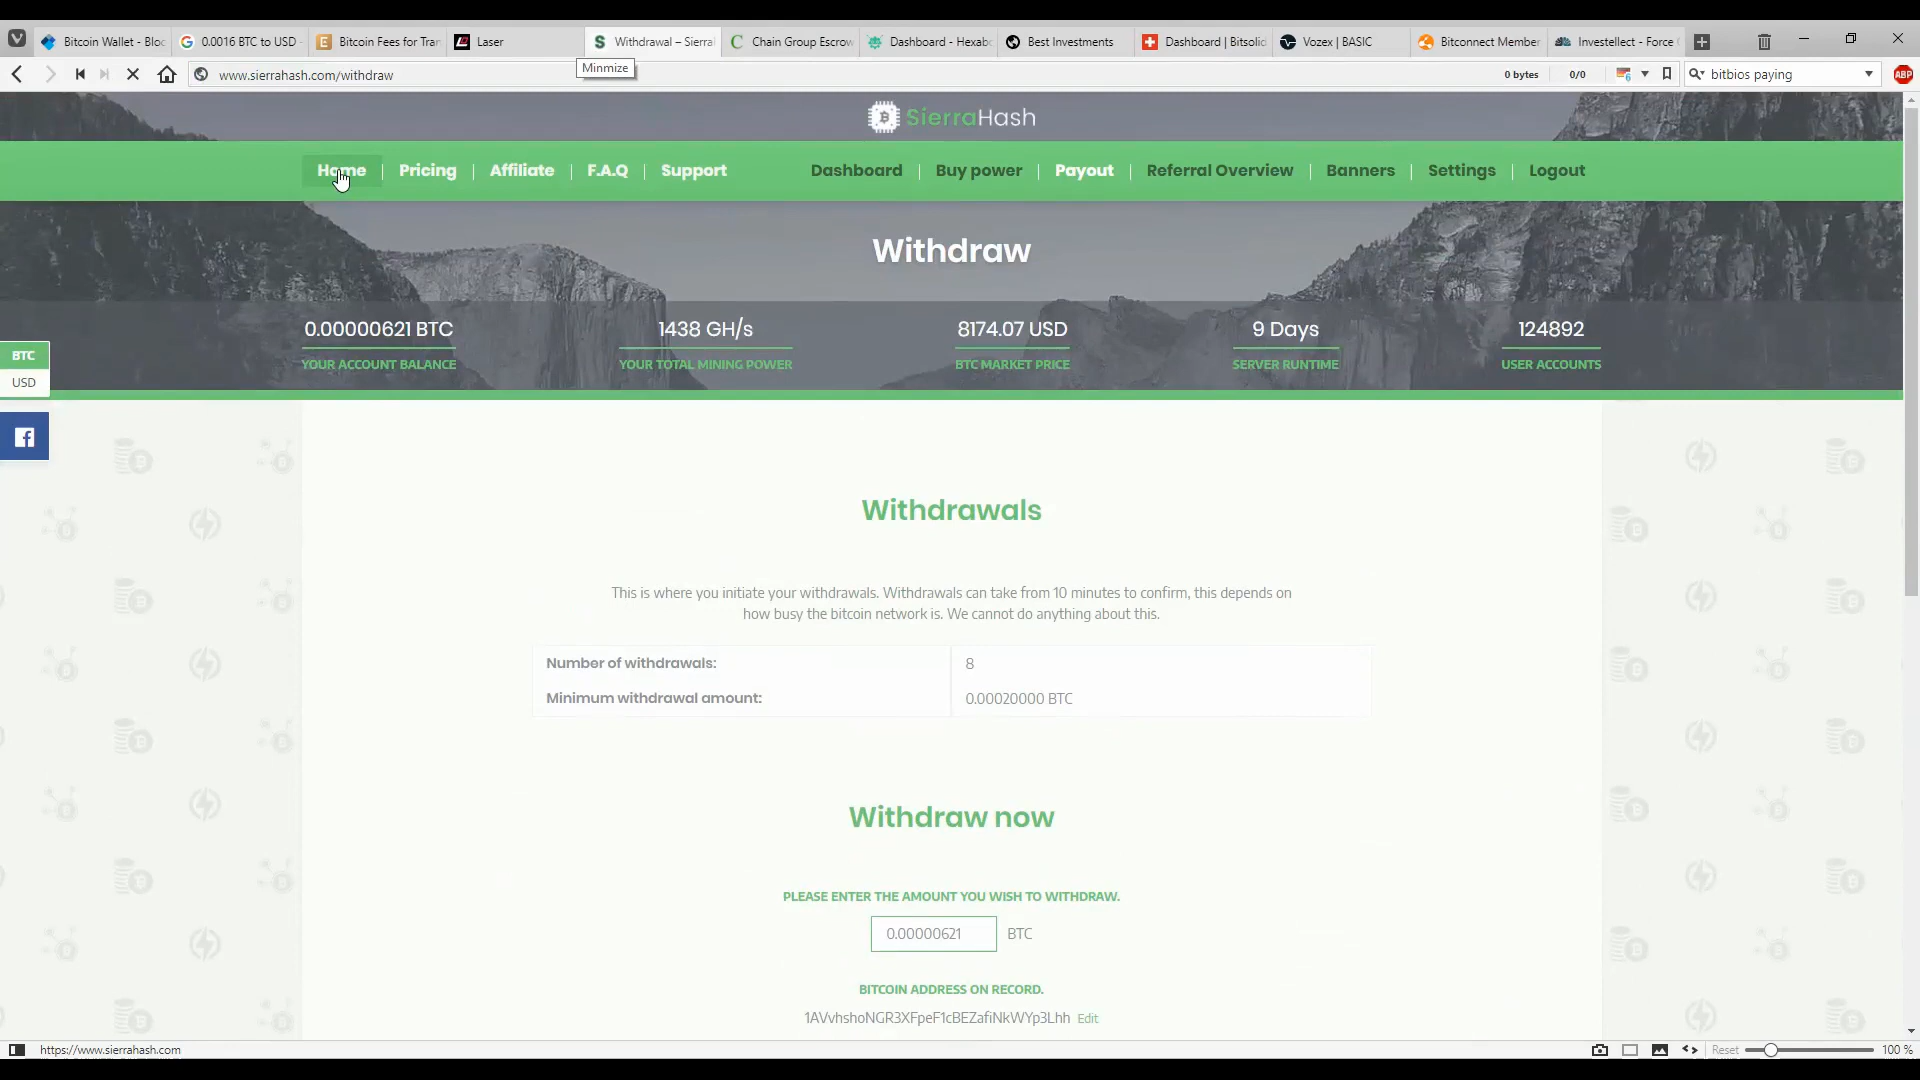 Bitcoin Wallet - Bloc
0.0016 BTC to USD -
Bitcoin Fees for Tran
Laser
Withdrawal – Sierral
Chain Group Escrow
Dashboard - Hexabo
Best Investments
Dashboard | Bitsolid
Vozex | BASIC
Bitconnect Member
Investellect - Force
www.sierrahash.com/withdraw
Minmize
0 bytes
0/0
6
bitbios paying
ABP
SierraHash
Home
Pricing
Affiliate
F.A.Q
Support
Dashboard
Buy power
Payout
Referral Overview
Banners
Settings
Logout
Withdraw
0.00000621 BTC
YOUR ACCOUNT BALANCE
1438 GH/s
YOUR TOTAL MINING POWER
8174.07 USD
BTC MARKET PRICE
9 Days
SERVER RUNTIME
124892
USER ACCOUNTS
BTC
USD
Withdrawals
This is where you initiate your withdrawals. Withdrawals can take from 10 minutes to confirm, this depends on
how busy the bitcoin network is. We cannot do anything about this.
Number of withdrawals: 8
Minimum withdrawal amount: 0.00020000 BTC
Withdraw now
PLEASE ENTER THE AMOUNT YOU WISH TO WITHDRAW.
0.00000621 BTC
BITCOIN ADDRESS ON RECORD.
1AVvhshoNGR3XFpeF1cBEZafiNkWYp3Lhh Edit
https://www.sierrahash.com
Reset
100 %